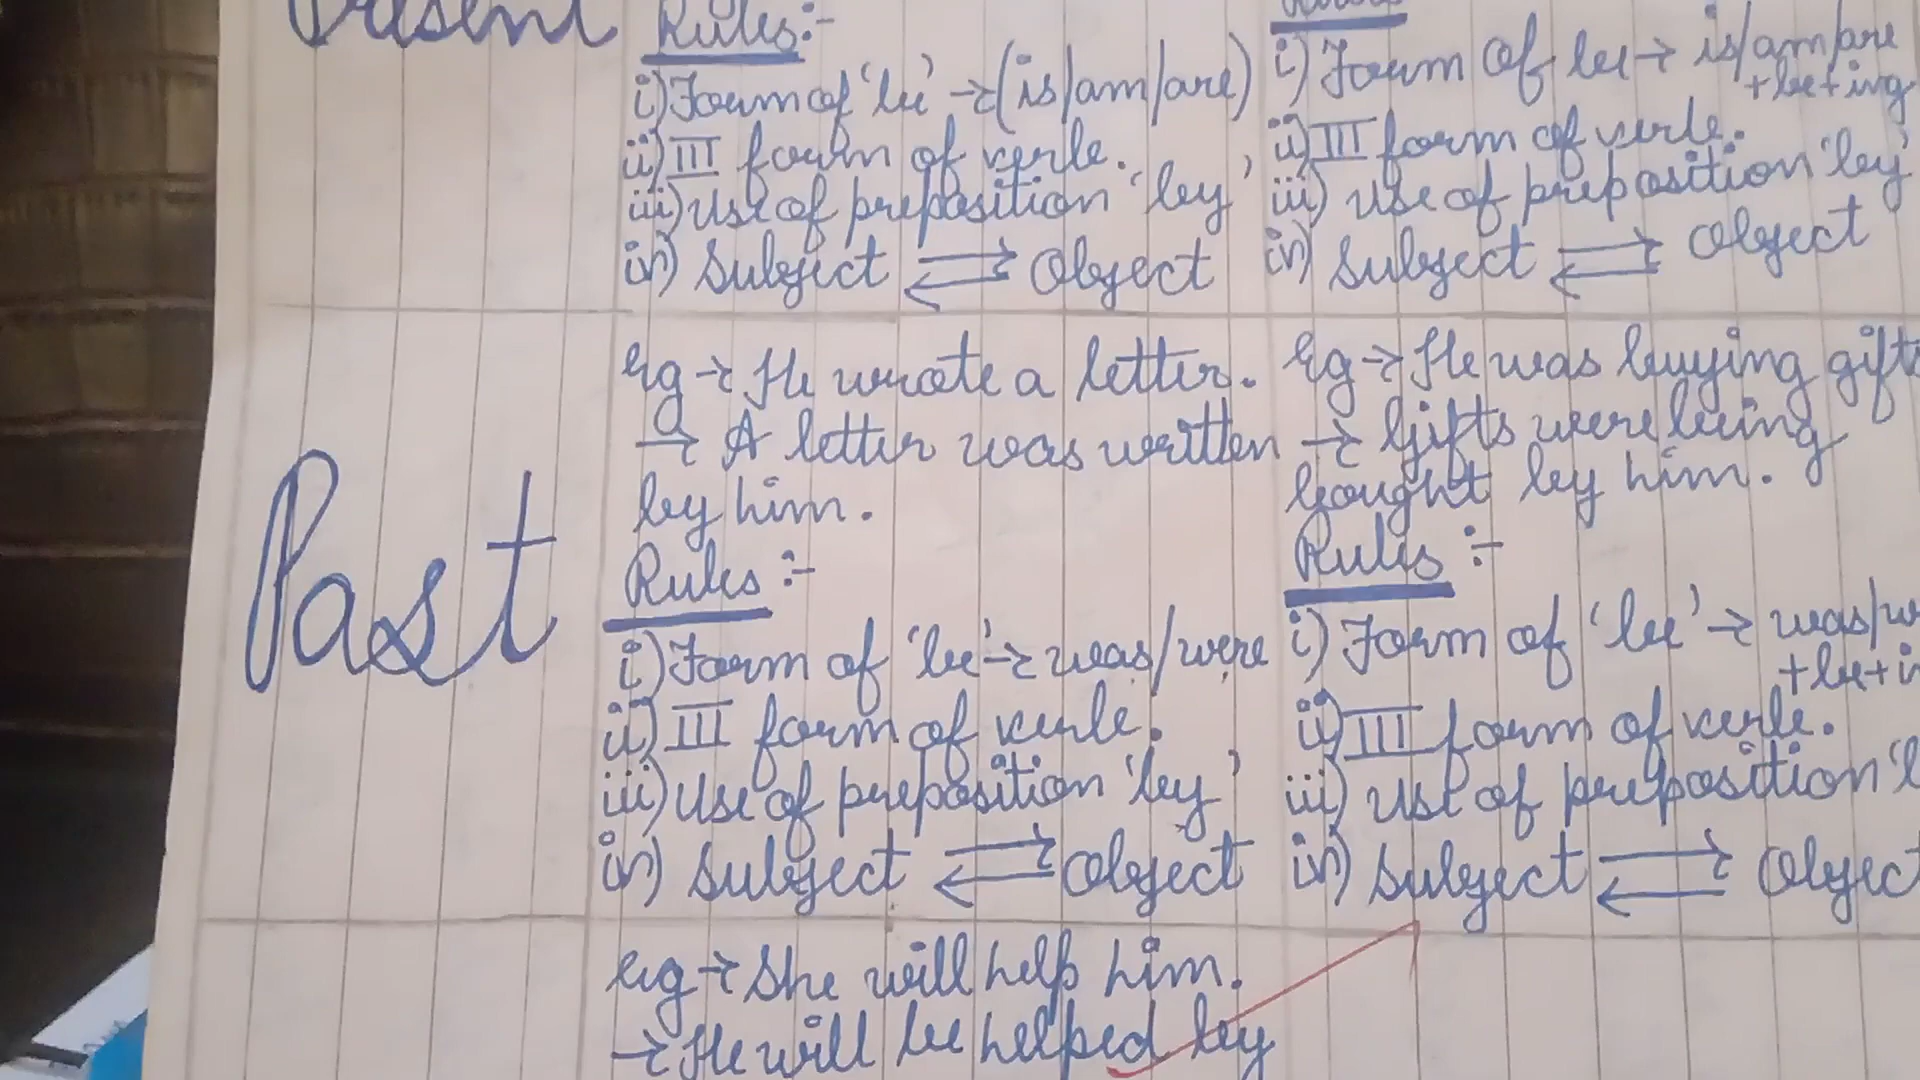 Present
Rules:-
i) Form of 'be' → (is/am/are)
ii) III form of verb.
iii) Use of preposition 'by'
iv) Subject ⇄ Object
Rules
i) Form of be → is/am/are
+be+ing
ii) III form of verb.
iii) Use of preposition 'by'
iv) Subject ⇄ Object
Past
Eg → He wrote a letter.
→ A letter was written
by him.
Rules :-
i) Form of 'be' → was/were
ii) III form of verb.
iii) Use of preposition 'by'
iv) Subject ⇄ Object
Eg → He was buying gifts
→ Gifts were being
bought by him.
Rules :-
i) Form of 'be' → was/w
+be+i
ii) III form of verb.
iii) Use of preposition 'b
iv) Subject ⇄ Object
Eg → She will help him.
→ He will be helped by